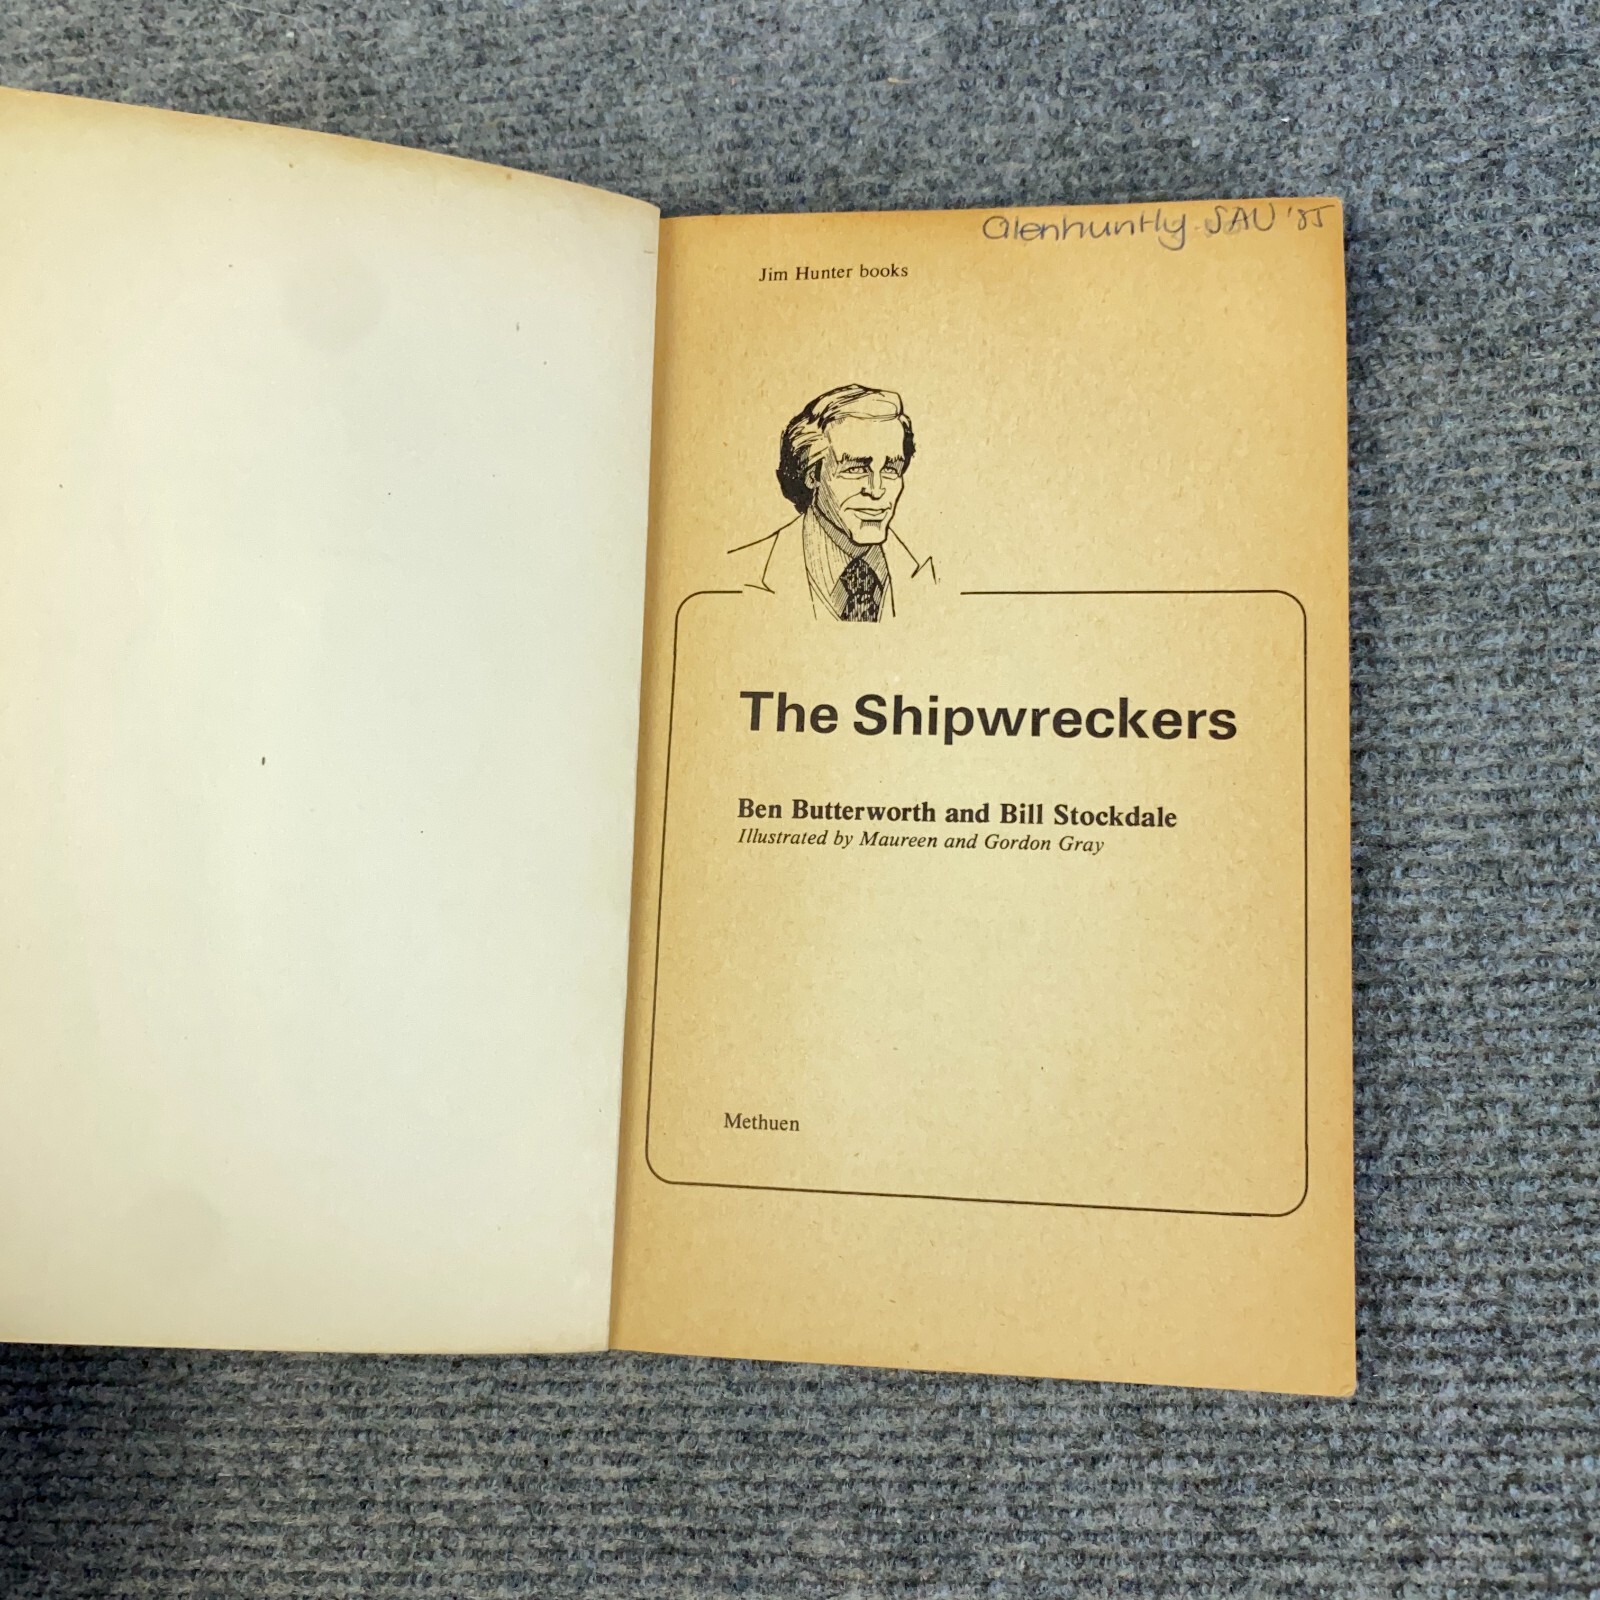 Glenhuntly SAU '85
Jim Hunter books
The Shipwreckers
Ben Butterworth and Bill Stockdale
Illustrated by Maureen and Gordon Gray
Methuen